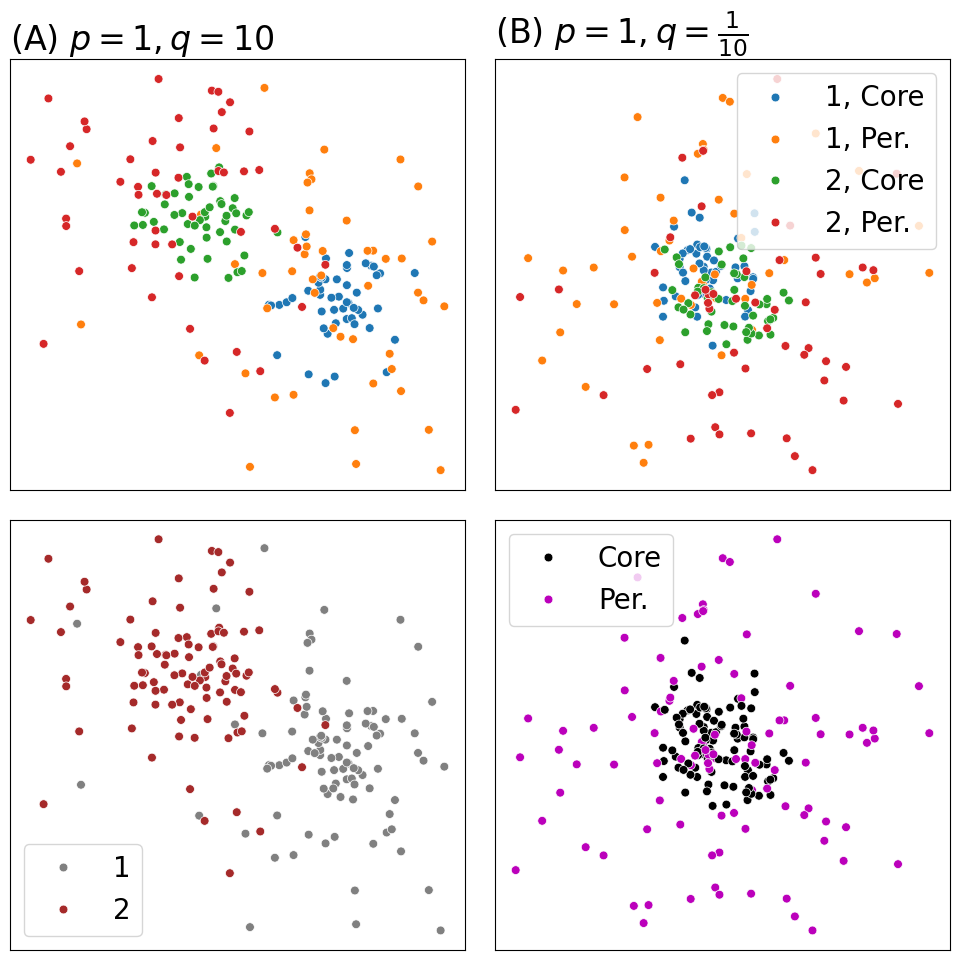 (A) p = 1, q = 10
(B) p = 1, q = 1/10
1, Core
1, Per.
2, Core
2, Per.
1
2
Core
Per.